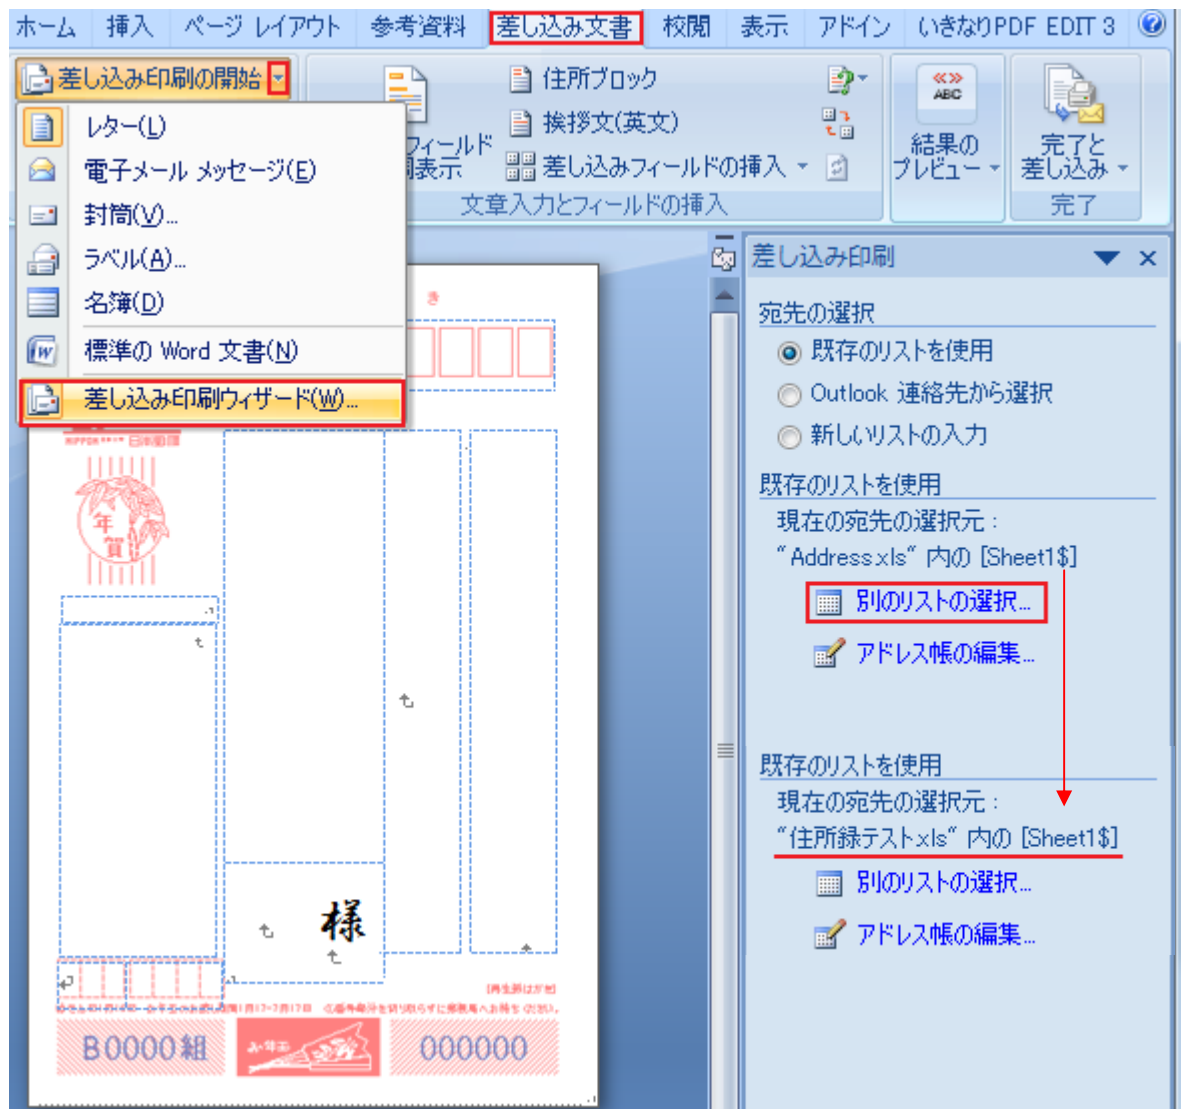 ホーム 挿入 ページ レイアウト 参考資料 差し込み文書 校閲 表示 アドイン いきなりPDF EDIT 3
差し込み印刷の開始
レター(L)
電子メール メッセージ(E)
封筒(V)...
ラベル(A)...
名簿(D)
標準の Word 文書(N)
差し込み印刷ウィザード(W)...
フィールド
表示
住所ブロック
挨拶文(英文)
差し込みフィールドの挿入
文章入力とフィールドの挿入
ABC
結果の
プレビュー
完了と
差し込み
完了
き
年
賀
様
B0000組
お年玉
000000
差し込み印刷
宛先の選択
既存のリストを使用
Outlook 連絡先から選択
新しいリストの入力
既存のリストを使用
現在の宛先の選択元 :
"Address.xls" 内の [Sheet1$]
別のリストの選択...
アドレス帳の編集...
既存のリストを使用
現在の宛先の選択元 :
"住所録テスト.xls" 内の [Sheet1$]
別のリストの選択...
アドレス帳の編集...